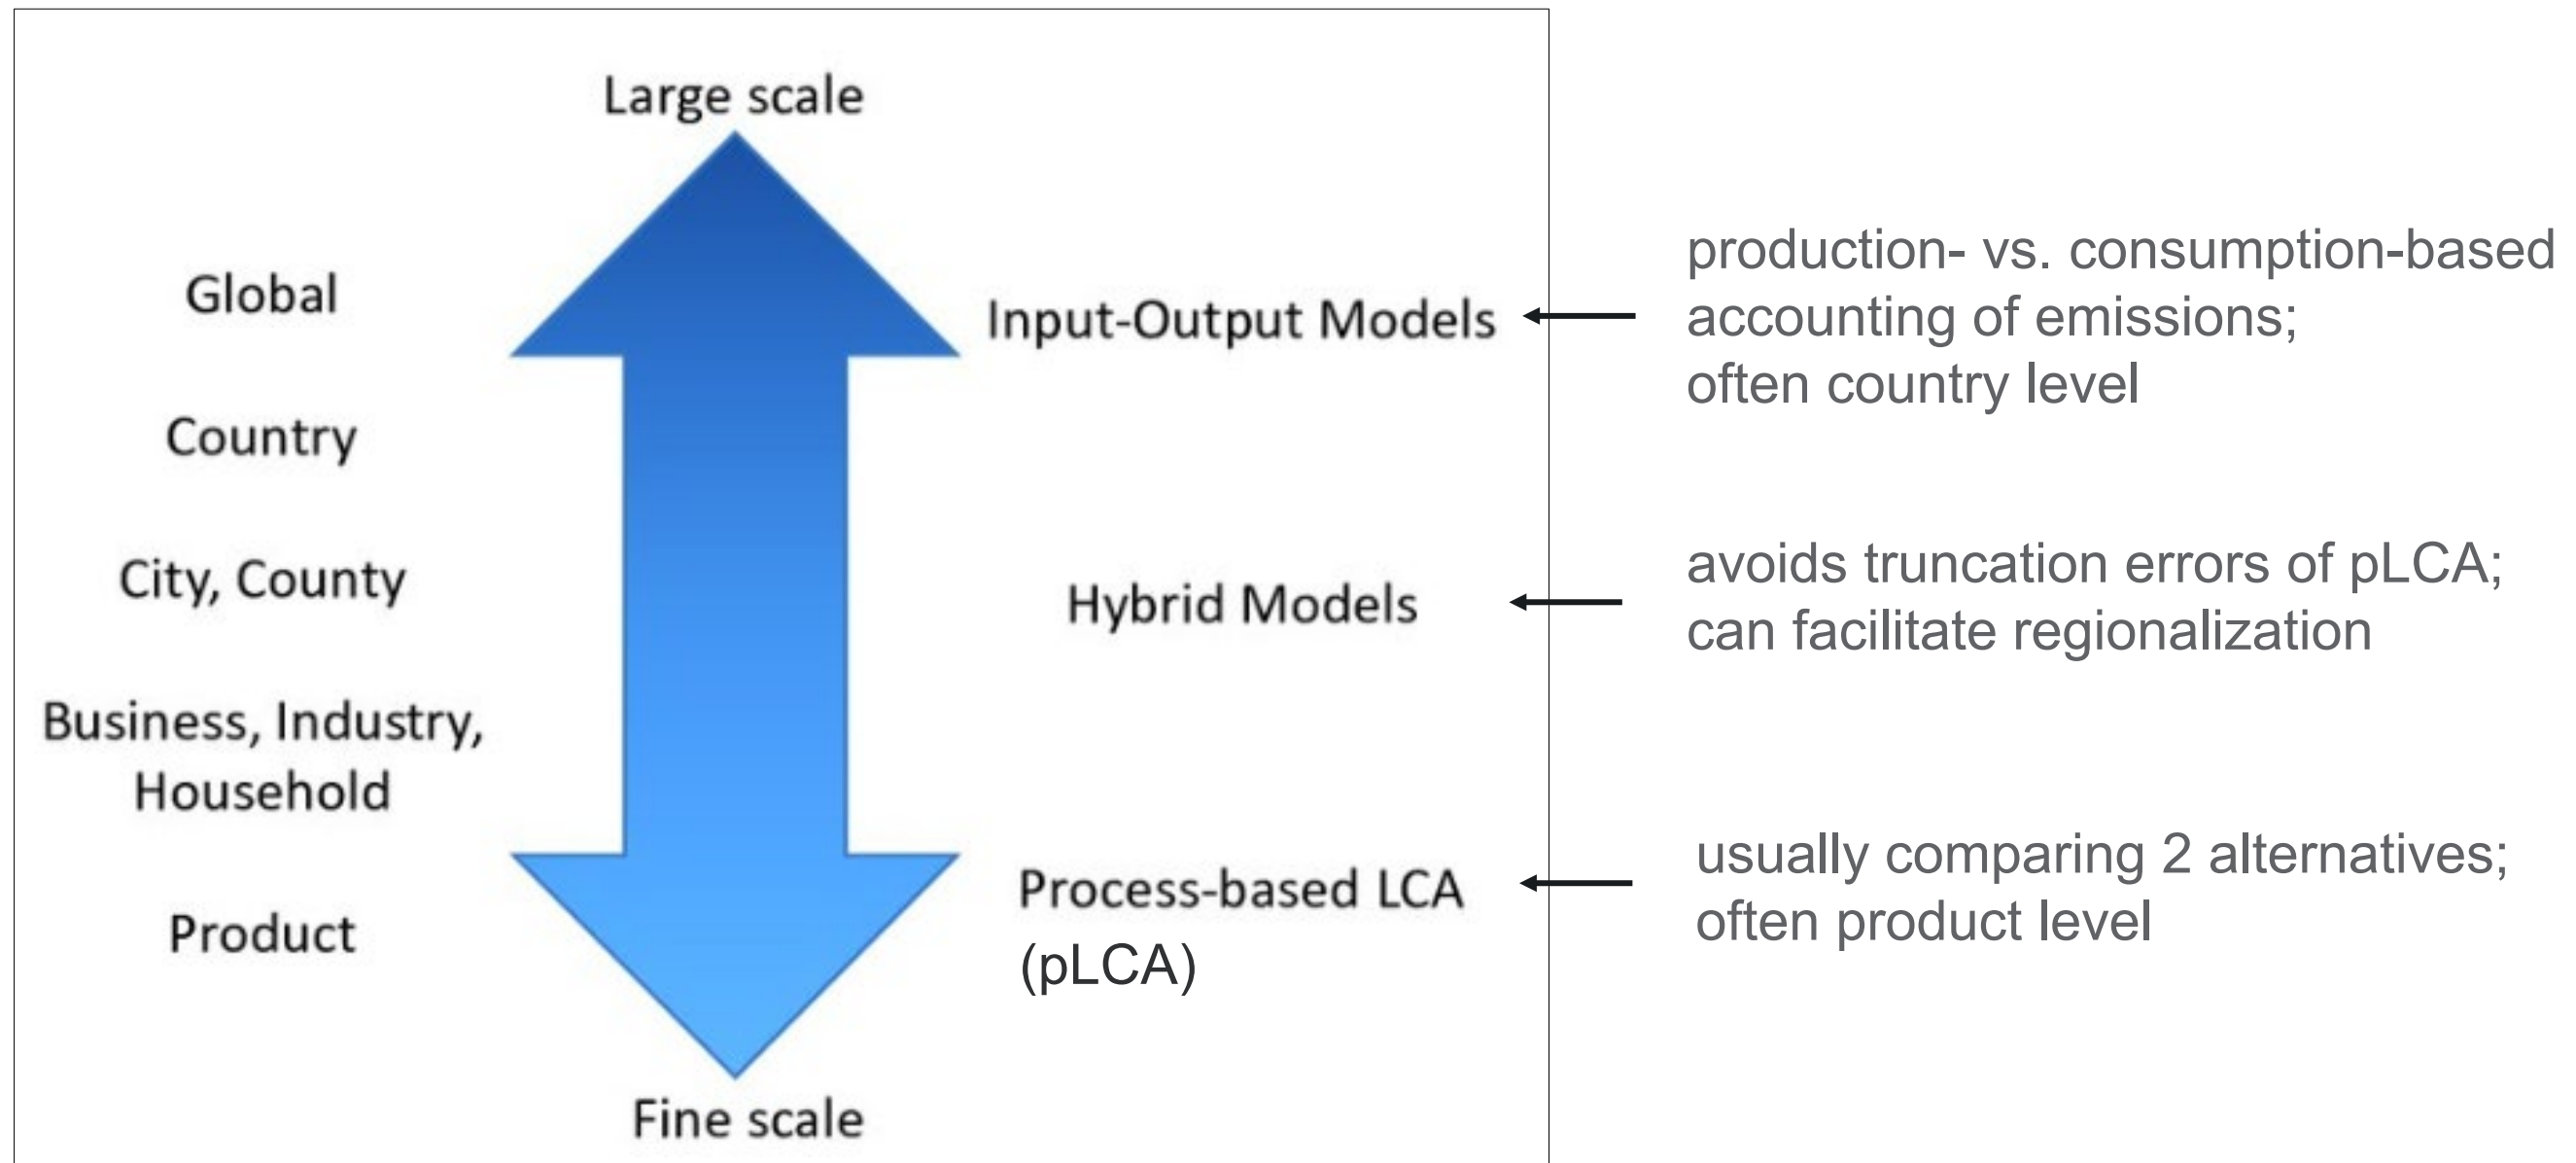 Large scale
Global
Country
City, County
Business, Industry,
Household
Product
Input-Output Models
Hybrid Models
Process-based LCA
(pLCA)
Fine scale
production- vs. consumption-based
accounting of emissions;
often country level
avoids truncation errors of pLCA;
can facilitate regionalization
usually comparing 2 alternatives;
often product level